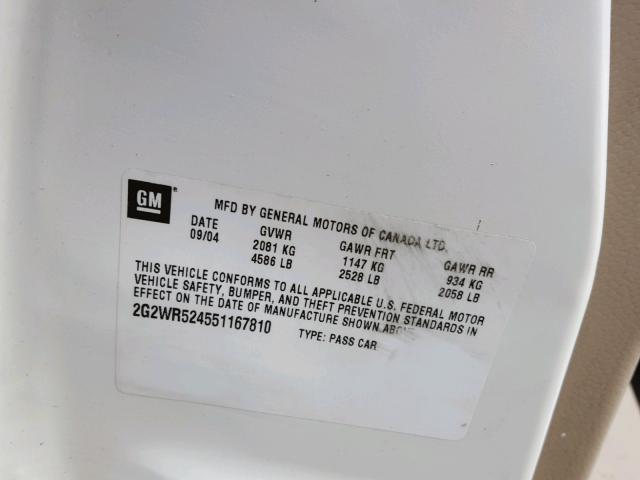 GM ®
MFD BY GENERAL MOTORS OF CANADA LTD.
DATE GVWR GAWR FRT GAWR RR
09/04 2081 KG 1147 KG 934 KG
4586 LB 2528 LB 2058 LB
THIS VEHICLE CONFORMS TO ALL APPLICABLE U.S. FEDERAL MOTOR
VEHICLE SAFETY, BUMPER, AND THEFT PREVENTION STANDARDS IN
EFFECT ON THE DATE OF MANUFACTURE SHOWN ABOVE.
2G2WR524551167810 TYPE: PASS CAR